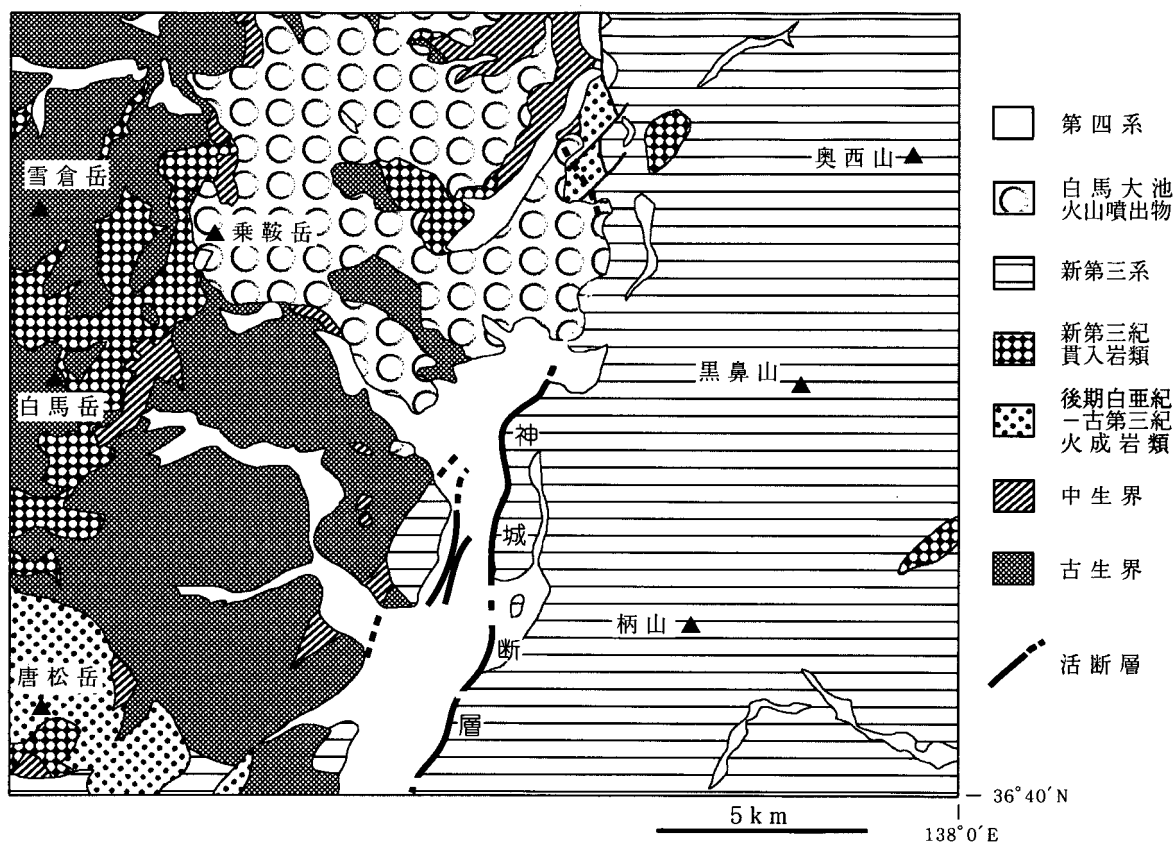 雪倉岳
乗鞍岳
白馬岳
唐松岳
奥西山
黒鼻山
柄山
神
城
断
層
第四系
白馬大池
火山噴出物
新第三系
新第三紀
貫入岩類
後期白亜紀
−古第三紀
火成岩類
中生界
古生界
活断層
5 km
36°40′N
138°0′E